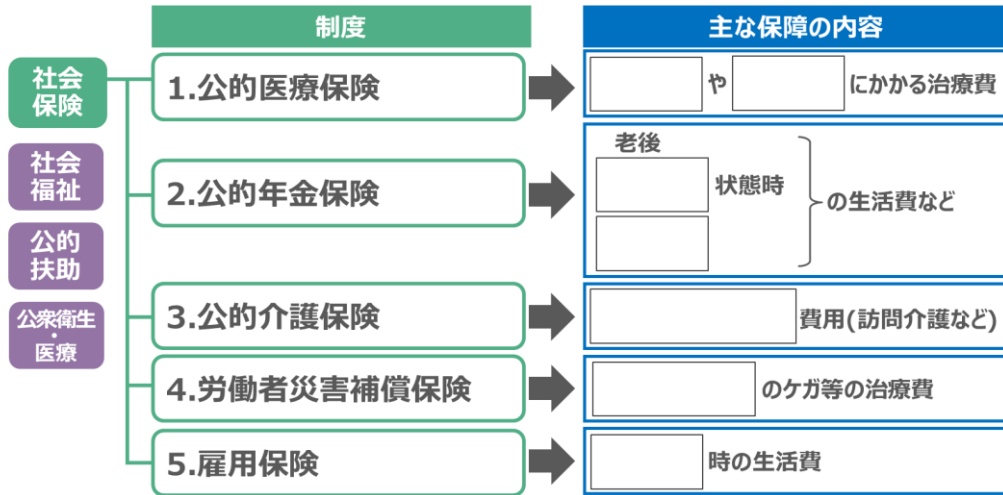 制度
主な保障の内容
社会
保険
社会
福祉
公的
扶助
公衆衛生
・
医療
1.公的医療保険
や
にかかる治療費
2.公的年金保険
老後
状態時
の生活費など
3.公的介護保険
費用(訪問介護など)
4.労働者災害補償保険
のケガ等の治療費
5.雇用保険
時の生活費